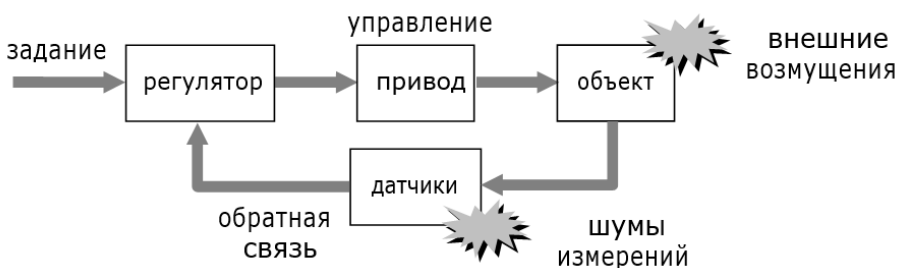 управление
задание
внешние
возмущения
регулятор
привод
объект
датчики
обратная
связь
шумы
измерений